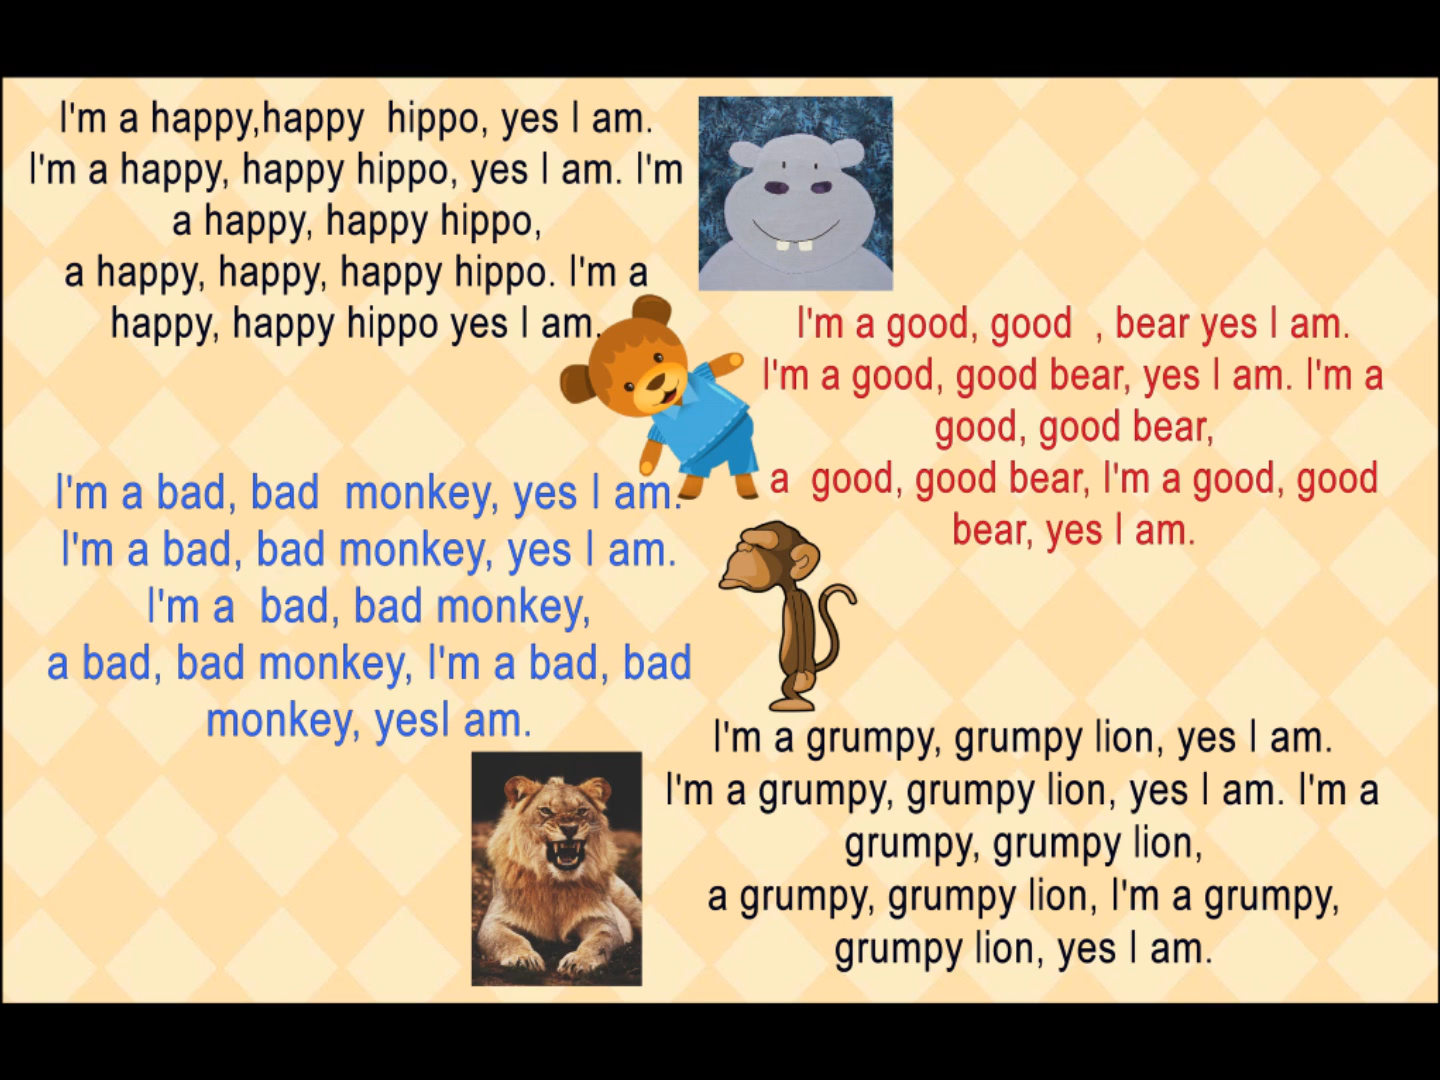 I'm a happy,happy  hippo, yes I am.
I'm a happy, happy hippo, yes I am. I'm
a happy, happy hippo,
a happy, happy, happy hippo. I'm a
happy, happy hippo yes I am.
I'm a good, good  , bear yes I am.
I'm a good, good bear, yes I am. I'm a
good, good bear,
a  good, good bear, I'm a good, good
bear, yes I am.
I'm a bad, bad  monkey, yes I am.
I'm a bad, bad monkey, yes I am.
I'm a  bad, bad monkey,
a bad, bad monkey, I'm a bad, bad
monkey, yesI am.
I'm a grumpy, grumpy lion, yes I am.
I'm a grumpy, grumpy lion, yes I am. I'm a
grumpy, grumpy lion,
a grumpy, grumpy lion, I'm a grumpy,
grumpy lion, yes I am.